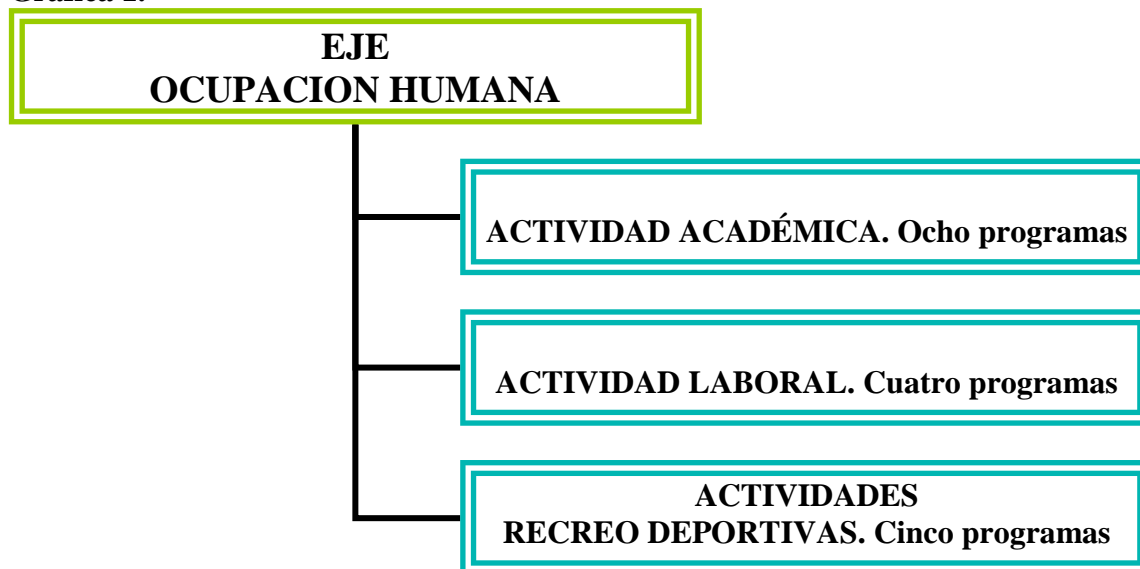 EJE
OCUPACION HUMANA
ACTIVIDAD ACADÉMICA. Ocho programas
ACTIVIDAD LABORAL. Cuatro programas
ACTIVIDADES
RECREO DEPORTIVAS. Cinco programas